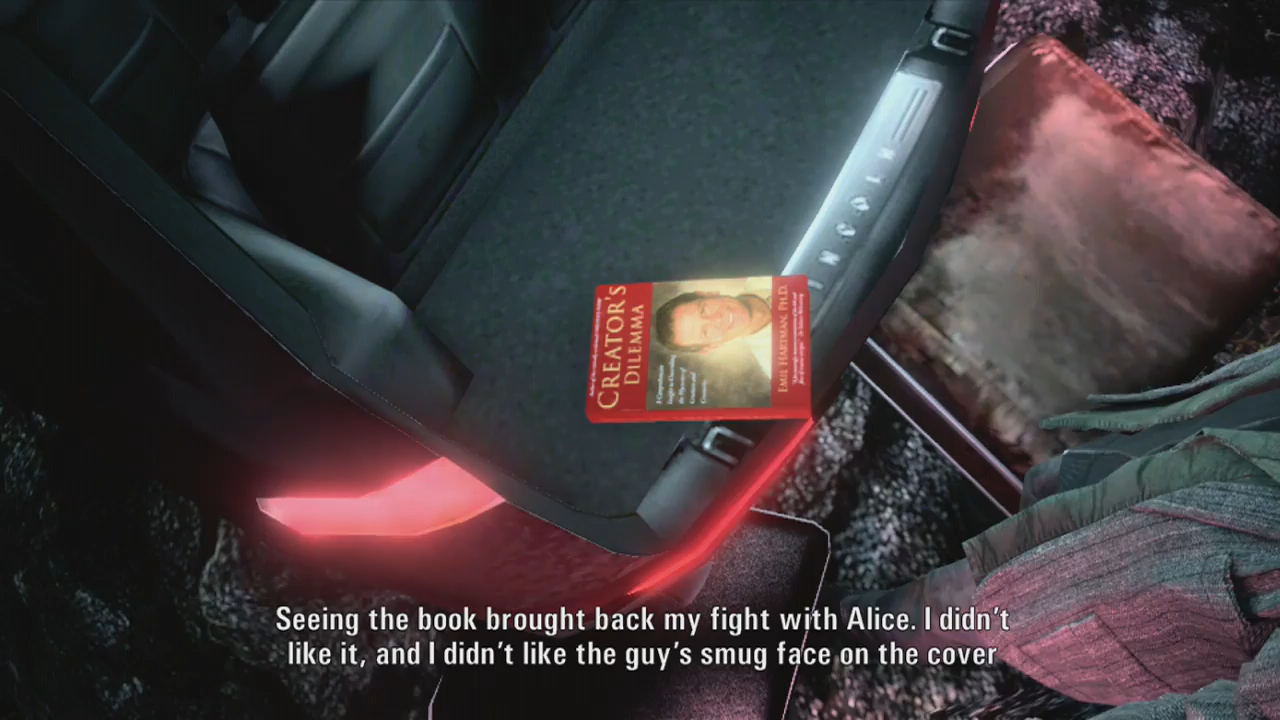 CREATOR'S
DILEMMA
EMIL HARTMAN, PH.D.
LINCOLN
Seeing the book brought back my fight with Alice. I didn't
like it, and I didn't like the guy's smug face on the cover